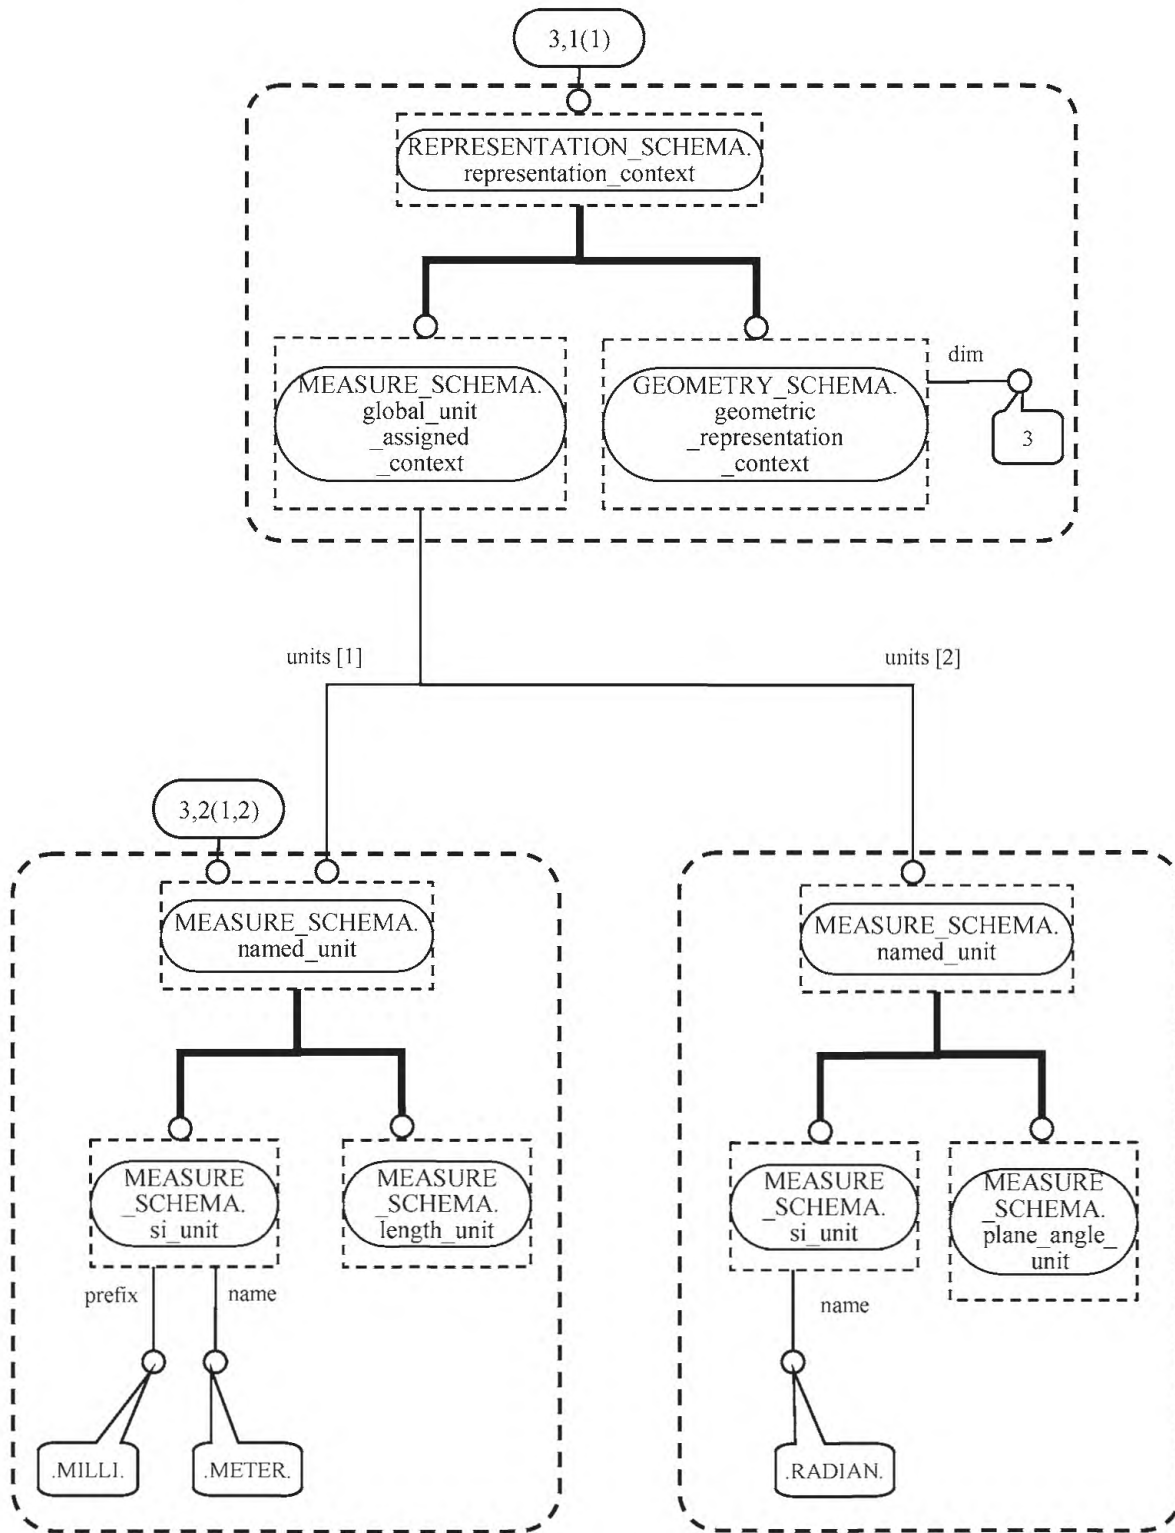 3,1(1)
REPRESENTATION_SCHEMA.
representation_context
MEASURE_SCHEMA.
global_unit
_assigned
_context
GEOMETRY_SCHEMA.
geometric
_representation
_context
dim
3
units [1]
units [2]
3,2(1,2)
MEASURE_SCHEMA.
named_unit
MEASURE_SCHEMA.
named_unit
MEASURE
_SCHEMA.
si_unit
MEASURE
_SCHEMA.
length_unit
MEASURE
_SCHEMA.
si_unit
MEASURE
_SCHEMA.
plane_angle_
unit
prefix
name
name
.MILLI.
.METER.
.RADIAN.